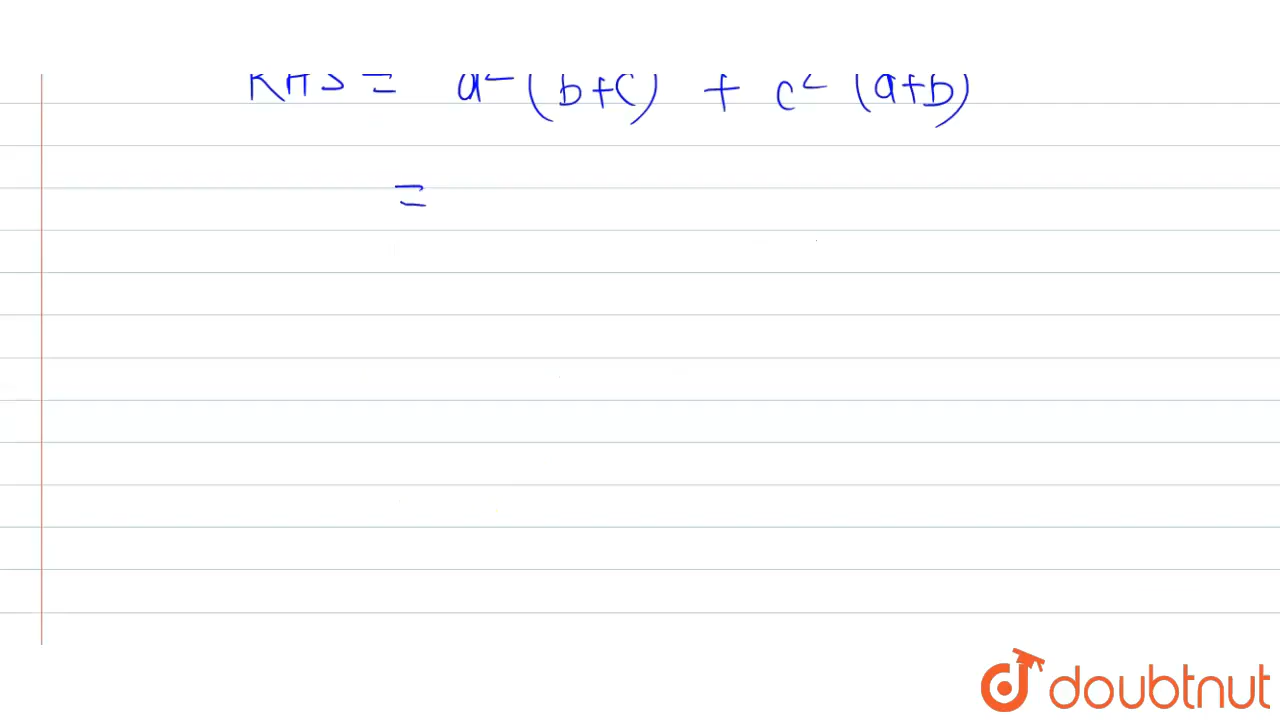 RHS = a² (b+c) + c² (a+b)
=
doubtnut